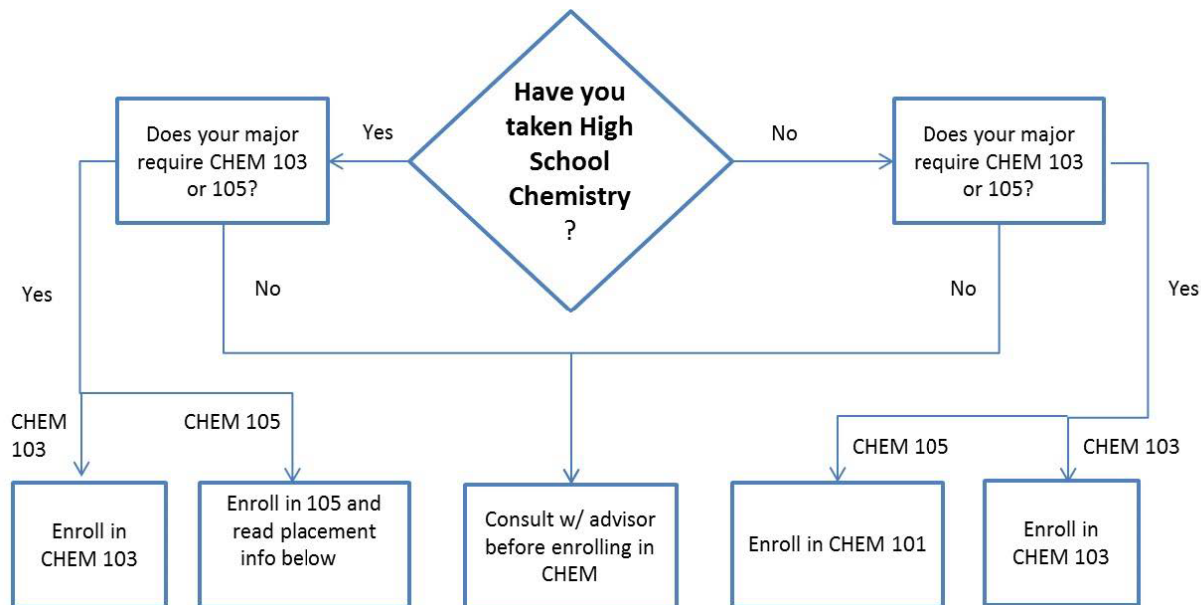 Have you
taken High
School
Chemistry
?
Yes
No
Does your major
require CHEM 103
or 105?
Does your major
require CHEM 103
or 105?
Yes
No
No
Yes
CHEM
103
CHEM 105
CHEM 105
CHEM 103
Enroll in
CHEM 103
Enroll in 105 and
read placement
info below
Consult w/ advisor
before enrolling in
CHEM
Enroll in CHEM 101
Enroll in
CHEM 103